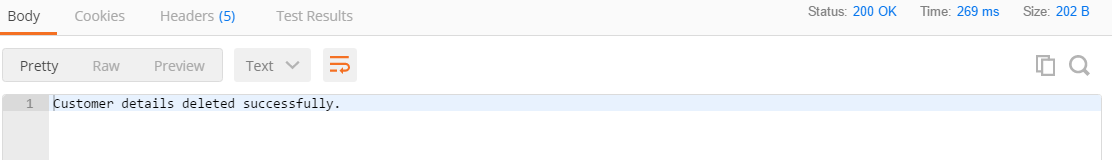 Body Cookies Headers (5) Test Results Status: 200 OK Time: 269 ms Size: 202 B
Pretty Raw Preview Text
1 Customer details deleted successfully.